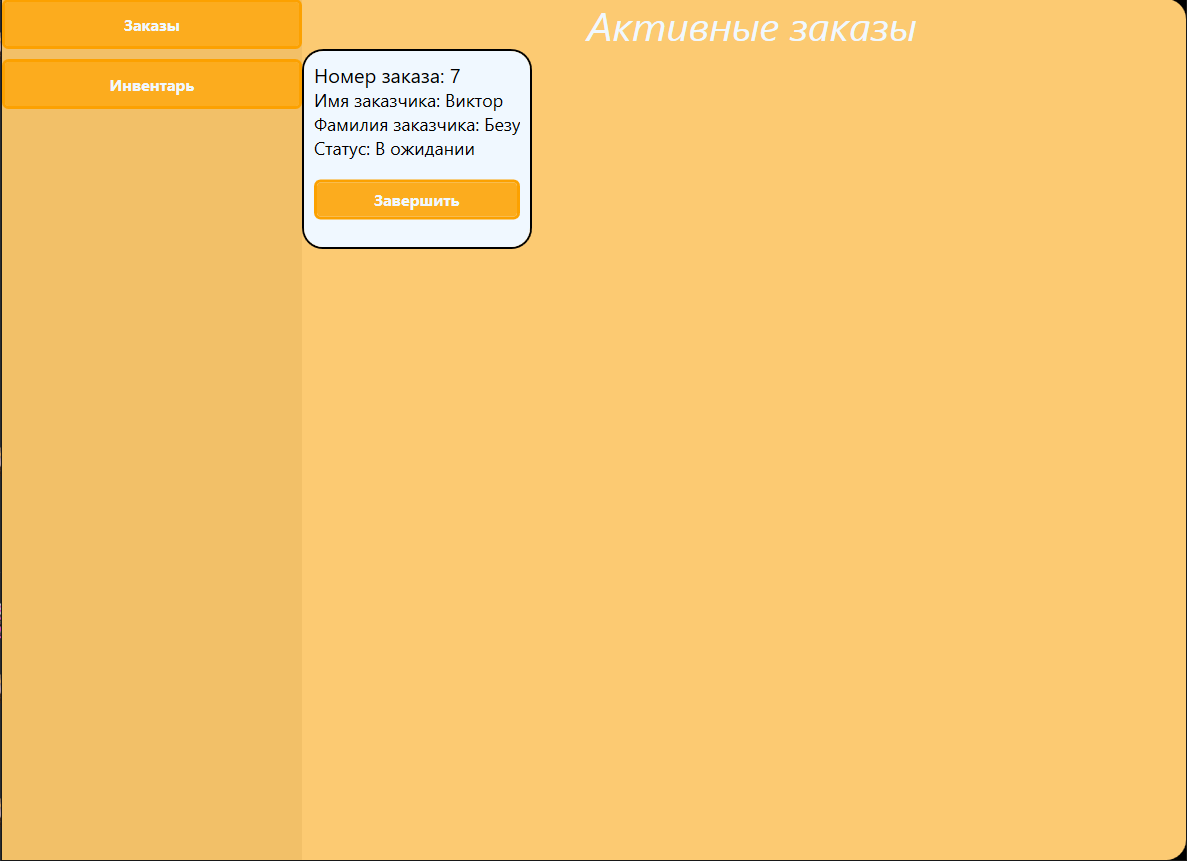 Заказы
Инвентарь
Активные заказы
Номер заказа: 7
Имя заказчика: Виктор
Фамилия заказчика: Безу
Статус: В ожидании
Завершить